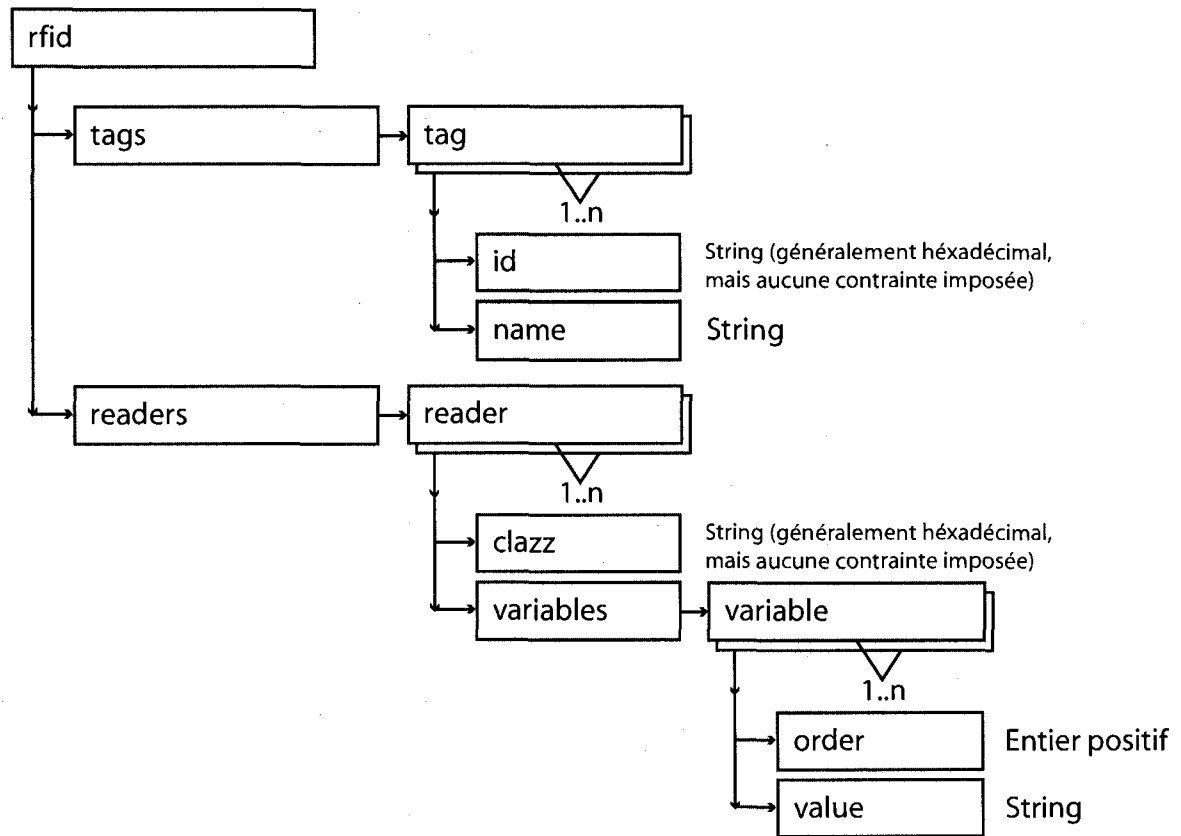 rfid
tags
tag
1..n
id
String (généralement héxadécimal,
mais aucune contrainte imposée)
name
String
readers
reader
1..n
clazz
String (généralement héxadécimal,
mais aucune contrainte imposée)
variables
variable
1..n
order
Entier positif
value
String